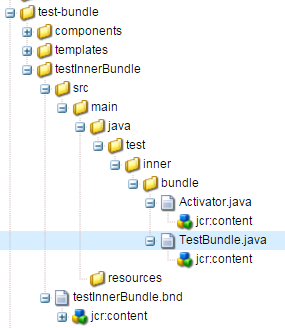 test-bundle
components
templates
testInnerBundle
src
main
java
test
inner
bundle
Activator.java
jcr:content
TestBundle.java
jcr:content
resources
testInnerBundle.bnd
jcr:content